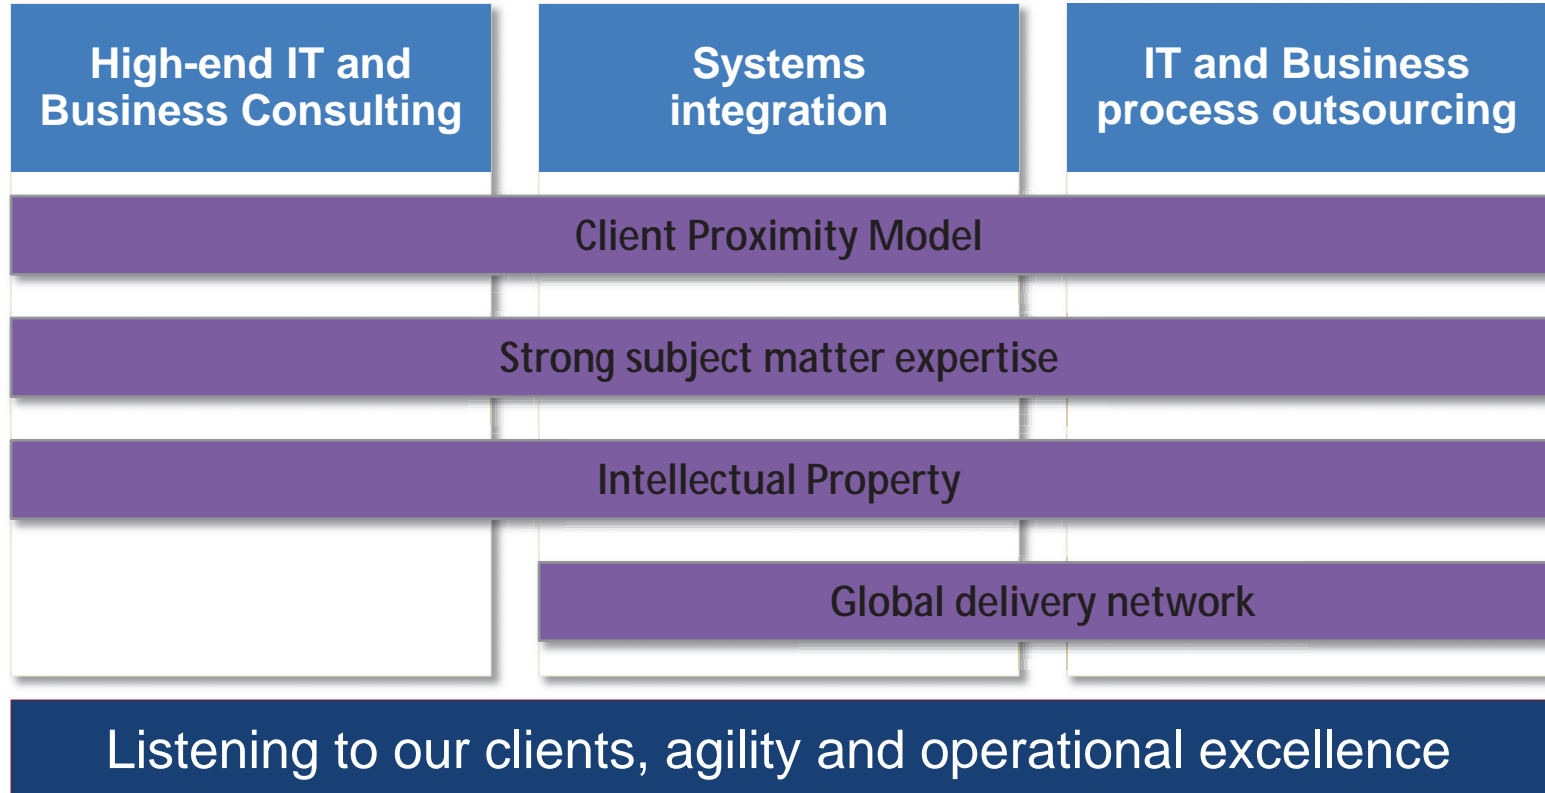 High-end IT and
Business Consulting
Systems
integration
IT and Business
process outsourcing
Client Proximity Model
Strong subject matter expertise
Intellectual Property
Global delivery network
Listening to our clients, agility and operational excellence